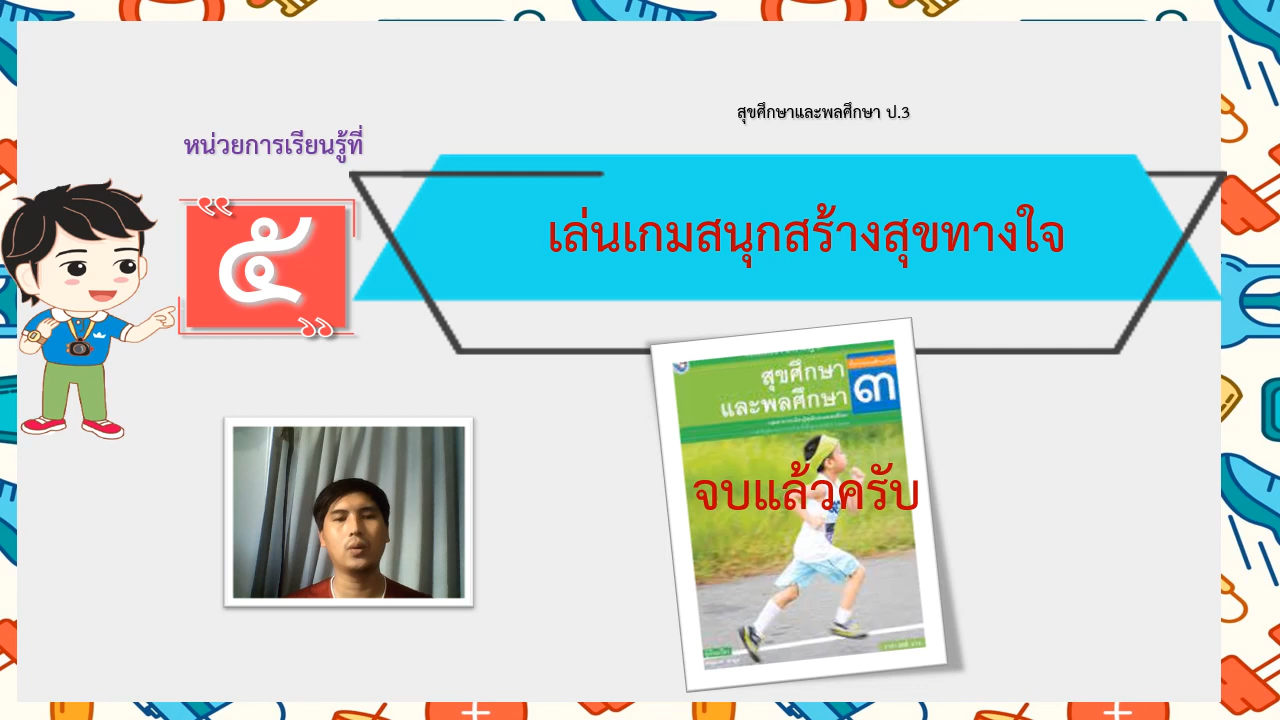 สุขศึกษาและพลศึกษา ป.3
หน่วยการเรียนรู้ที่
๕
เล่นเกมสนุกสร้างสุขทางใจ
สุขศึกษา
และพลศึกษา
๓
จบแล้วครับ